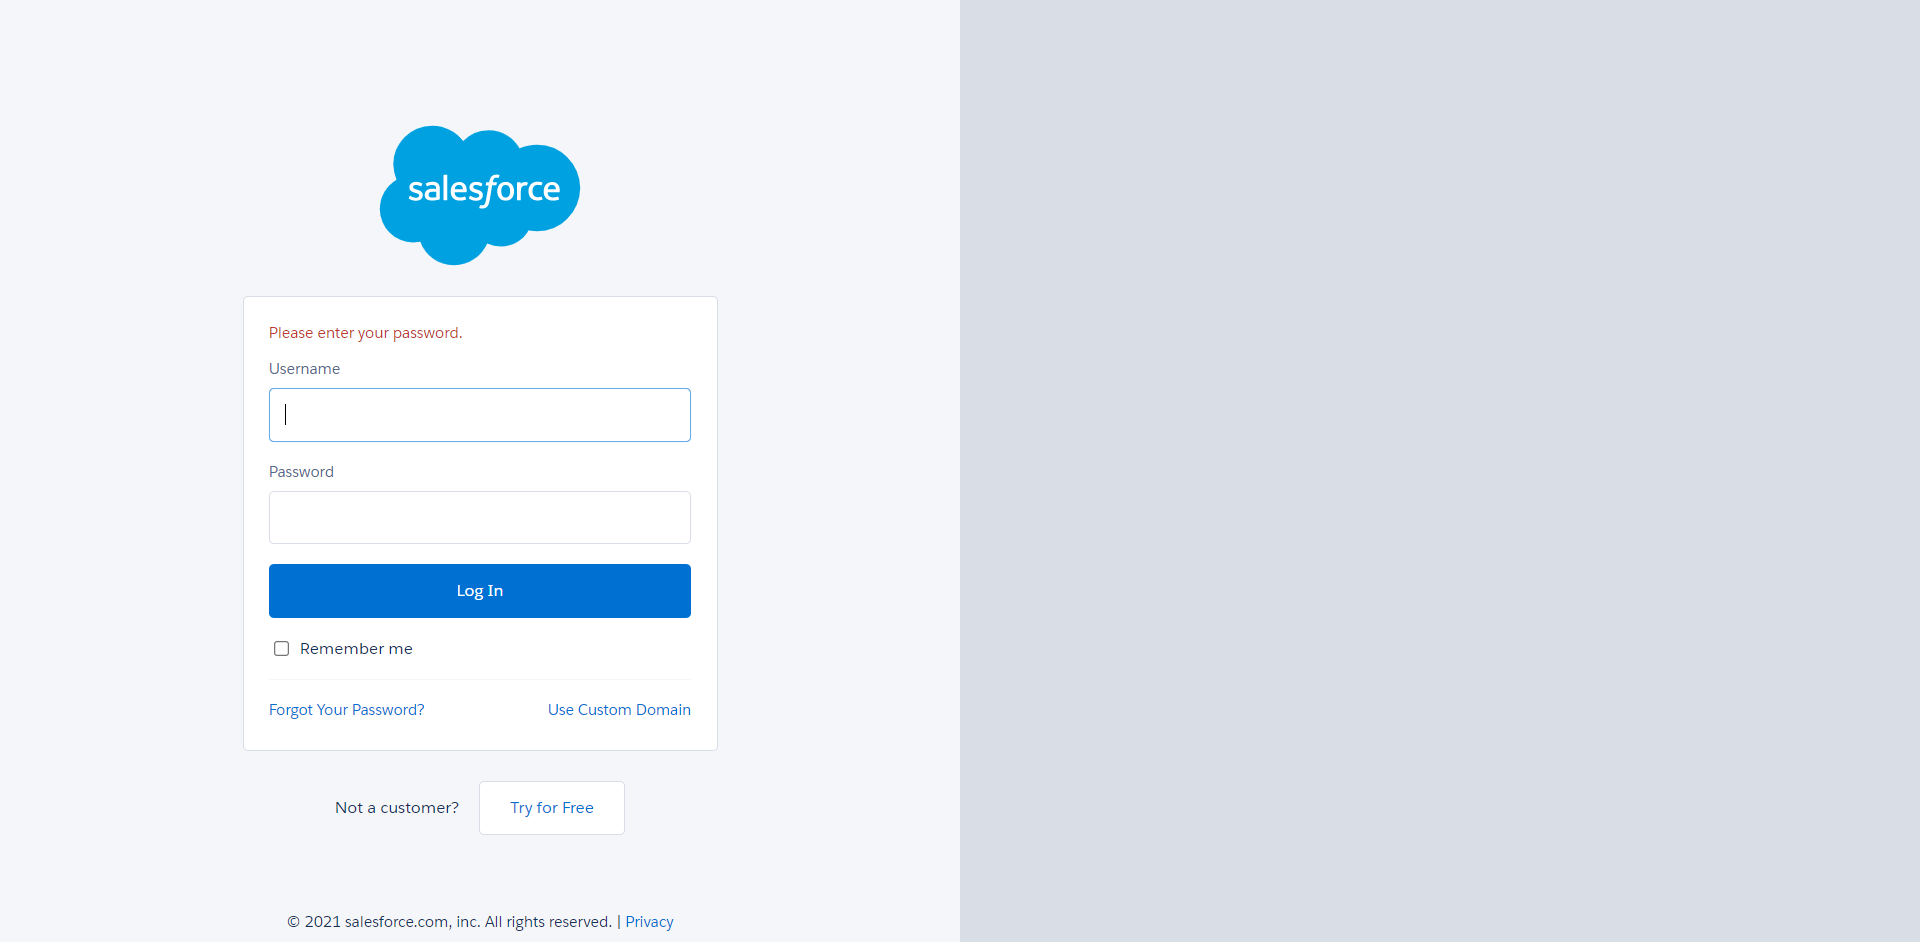 salesforce
Please enter your password.
Username
Password
Log In
Remember me
Forgot Your Password? Use Custom Domain
Not a customer? Try for Free
© 2021 salesforce.com, inc. All rights reserved. | Privacy